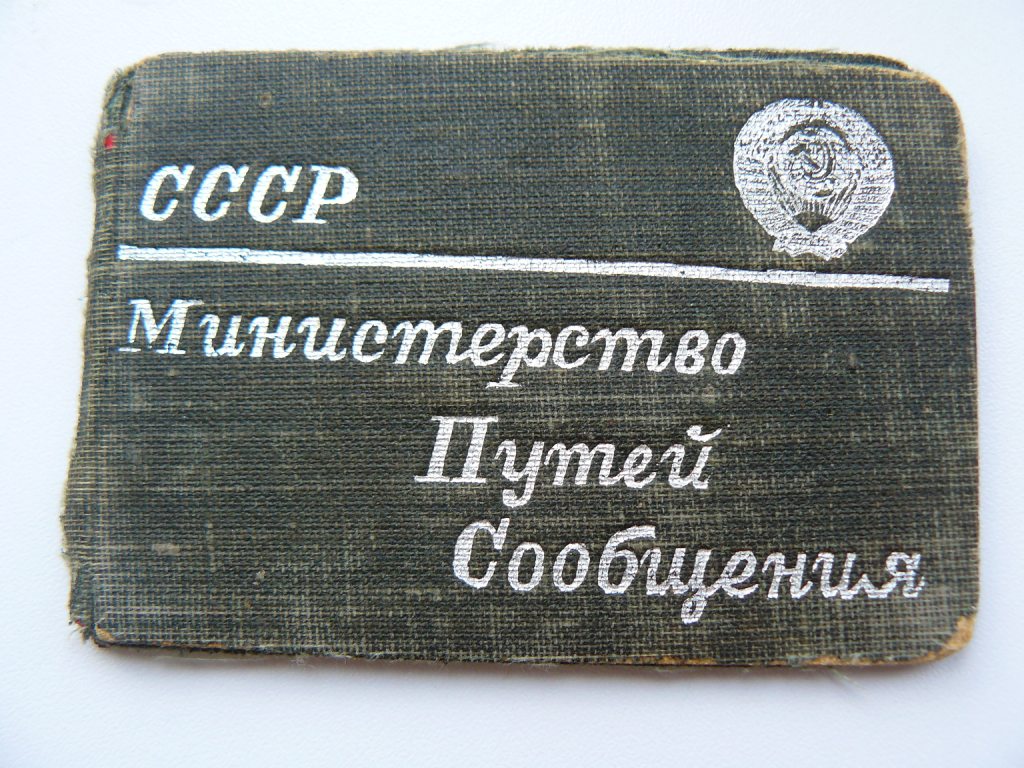 СССР
Министерство
Путей
Сообщения